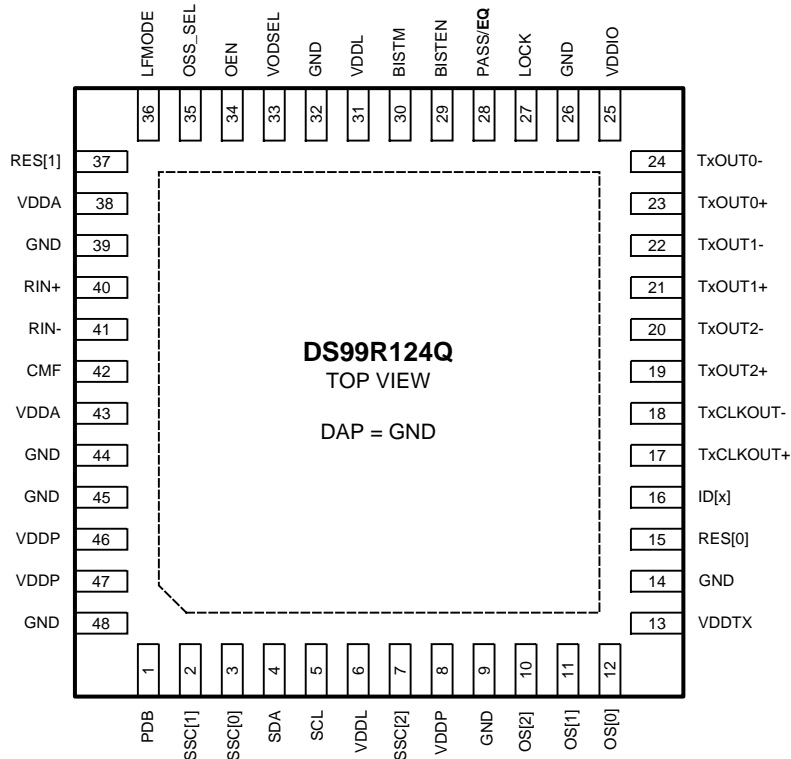 LFMODE
OSS_SEL
OEN
VODSEL
GND
VDDL
BISTM
BISTEN
PASS/EQ
LOCK
GND
VDDIO
36
35
34
33
32
31
30
29
28
27
26
25
RES[1] 37
VDDA 38
GND 39
RIN+ 40
RIN- 41
CMF 42
VDDA 43
GND 44
GND 45
VDDP 46
VDDP 47
GND 48
DS99R124Q
TOP VIEW
DAP = GND
24 TxOUT0-
23 TxOUT0+
22 TxOUT1-
21 TxOUT1+
20 TxOUT2-
19 TxOUT2+
18 TxCLKOUT-
17 TxCLKOUT+
16 ID[x]
15 RES[0]
14 GND
13 VDDTX
1
2
3
4
5
6
7
8
9
10
11
12
PDB
SSC[1]
SSC[0]
SDA
SCL
VDDL
SSC[2]
VDDP
GND
OS[2]
OS[1]
OS[0]